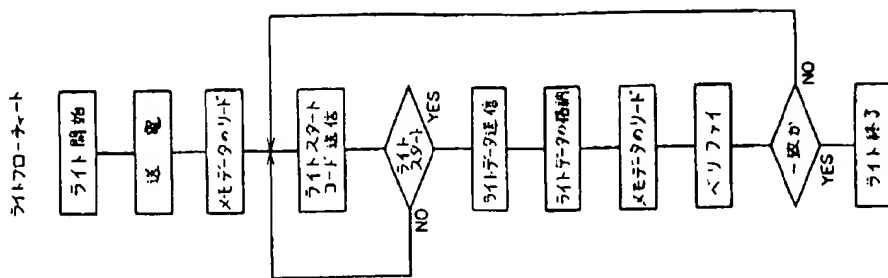 ライトフローチャート
ライト開始
送電
メモデータのリード
ライトスタート
コード送信
ライト
スタート
YES
NO
ライトデータ送信
ライトデータの格納
メモデータのリード
ベリファイ
一致か
NO
YES
ライト終了